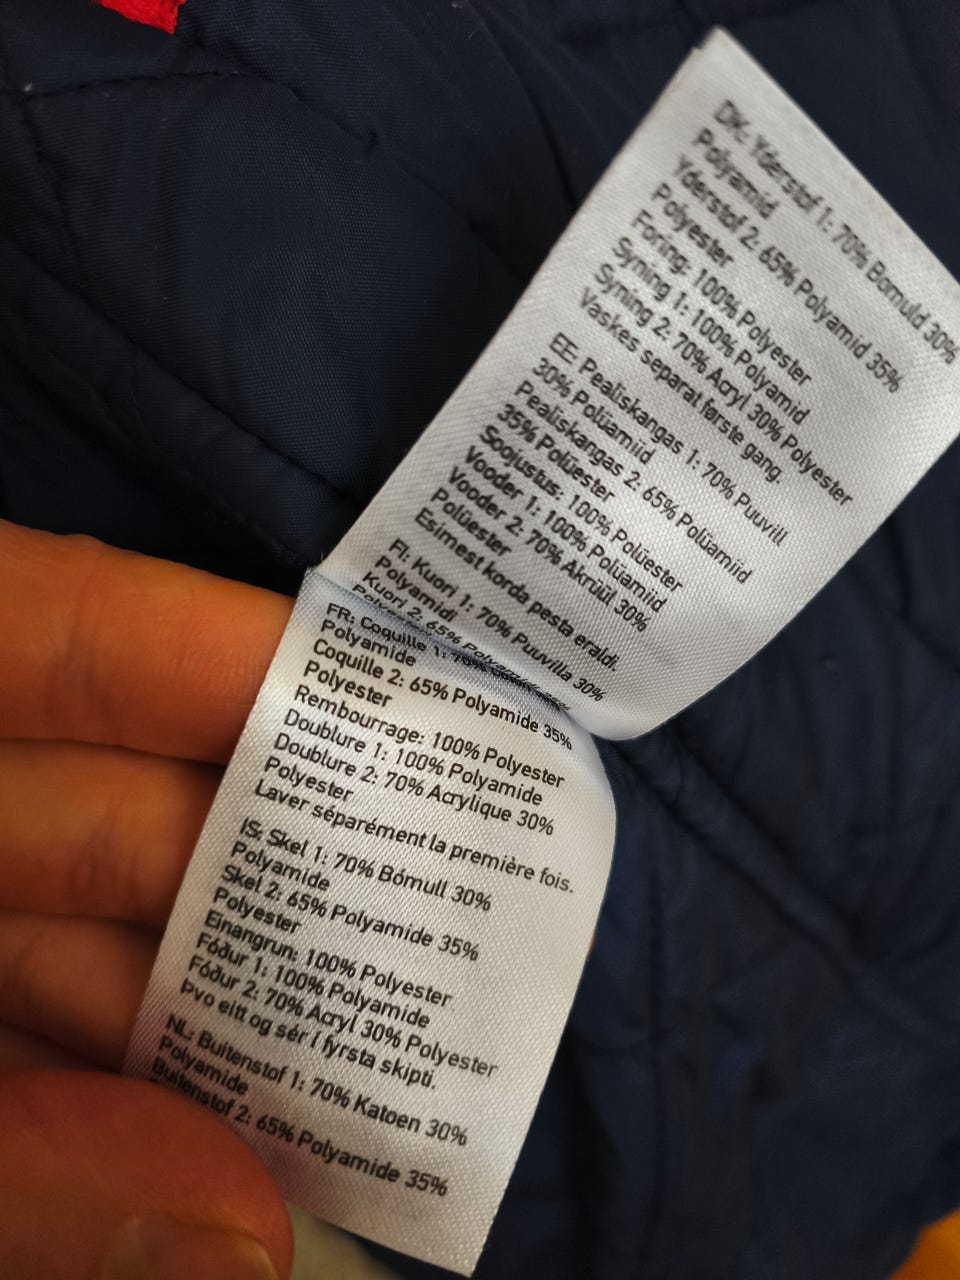 DK: Yderstof 1: 70% Bomuld 30%
Polyamid
Yderstof 2: 65% Polyamid 35%
Polyester
Foring: 100% Polyester
Syning 1: 100% Polyamid
Syning 2: 70% Acryl 30% Polyester
Vaskes separat første gang.
EE: Pealiskangas 1: 70% Puuvill
30% Polüamiid
Pealiskangas 2: 65% Polüamiid
35% Polüester
Soojustus: 100% Polüester
Vooder 1: 100% Polüamiid
Vooder 2: 70% Akrüül 30%
Polüester
Esimest korda pesta eraldi.
FI: Kuori 1: 70% Puuvilla 30%
Polyamidi
Kuori 2: 65% Polyamidi 35%
FR: Coquille 1: 70%
Polyamide
Coquille 2: 65% Polyamide 35%
Polyester
Rembourrage: 100% Polyester
Doublure 1: 100% Polyamide
Doublure 2: 70% Acrylique 30%
Polyester
Laver séparément la première fois.
IS: Skel 1: 70% Bómull 30%
Polyamide
Skel 2: 65% Polyamide 35%
Polyester
Einangrun: 100% Polyester
Fóður 1: 100% Polyamide
Fóður 2: 70% Acryl 30% Polyester
Þvo eitt og sér í fyrsta skipti.
NL: Buitenstof 1: 70% Katoen 30%
Polyamide
Buitenstof 2: 65% Polyamide 35%